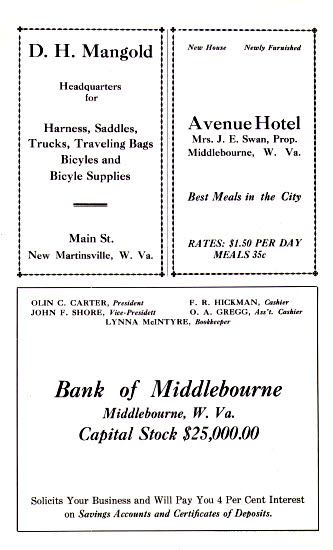 D. H. Mangold
Headquarters
for
Harness, Saddles,
Trucks, Traveling Bags
Bicyles and
Bicycle Supplies
Main St.
New Martinsville, W. Va.
New House Newly Furnished
Avenue Hotel
Mrs. J. E. Swan, Prop.
Middlebourne, W. Va.
Best Meals in the City
RATES: $1.50 PER DAY
MEALS 35c
OLIN C. CARTER, President F. R. HICKMAN, Cashier
JOHN F. SHORE, Vice-Presidett O. A. GREGG, Ass't. Cashier
LYNNA McINTYRE, Bookkeeper
Bank of Middlebourne
Middlebourne, W. Va.
Capital Stock $25,000.00
Solicits Your Business and Will Pay You 4 Per Cent Interest
on Savings Accounts and Certificates of Deposits.